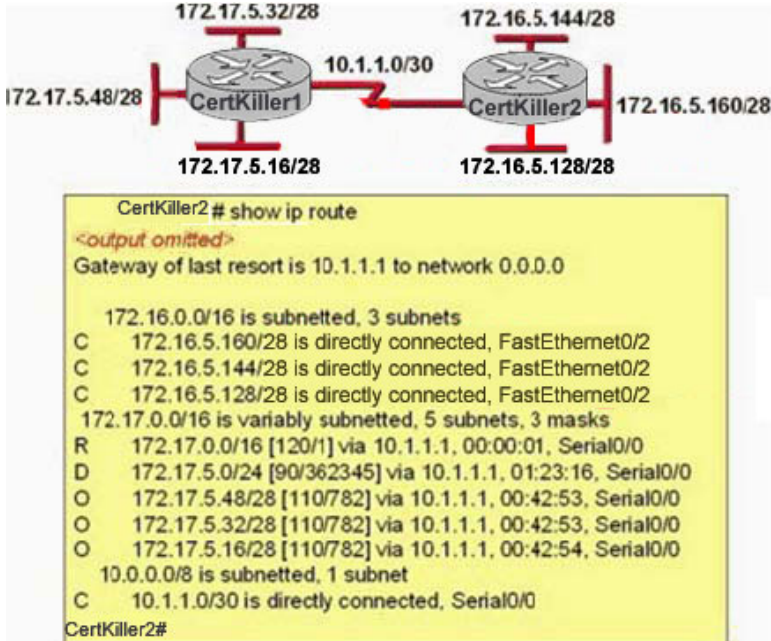 172.17.5.32/28
172.16.5.144/28
10.1.1.0/30
172.17.5.48/28
CertKiller1
CertKiller2
172.16.5.160/28
172.17.5.16/28
172.16.5.128/28
CertKiller2 # show ip route
<output omitted>
Gateway of last resort is 10.1.1.1 to network 0.0.0.0
172.16.0.0/16 is subnetted, 3 subnets
C 172.16.5.160/28 is directly connected, FastEthernet0/2
C 172.16.5.144/28 is directly connected, FastEthernet0/2
C 172.16.5.128/28 is directly connected, FastEthernet0/2
172.17.0.0/16 is variably subnetted, 5 subnets, 3 masks
R 172.17.0.0/16 [120/1] via 10.1.1.1, 00:00:01, Serial0/0
D 172.17.5.0/24 [90/362345] via 10.1.1.1, 01:23:16, Serial0/0
O 172.17.5.48/28 [110/782] via 10.1.1.1, 00:42:53, Serial0/0
O 172.17.5.32/28 [110/782] via 10.1.1.1, 00:42:53, Serial0/0
O 172.17.5.16/28 [110/782] via 10.1.1.1, 00:42:54, Serial0/0
10.0.0.0/8 is subnetted, 1 subnet
C 10.1.1.0/30 is directly connected, Serial0/0
CertKiller2#